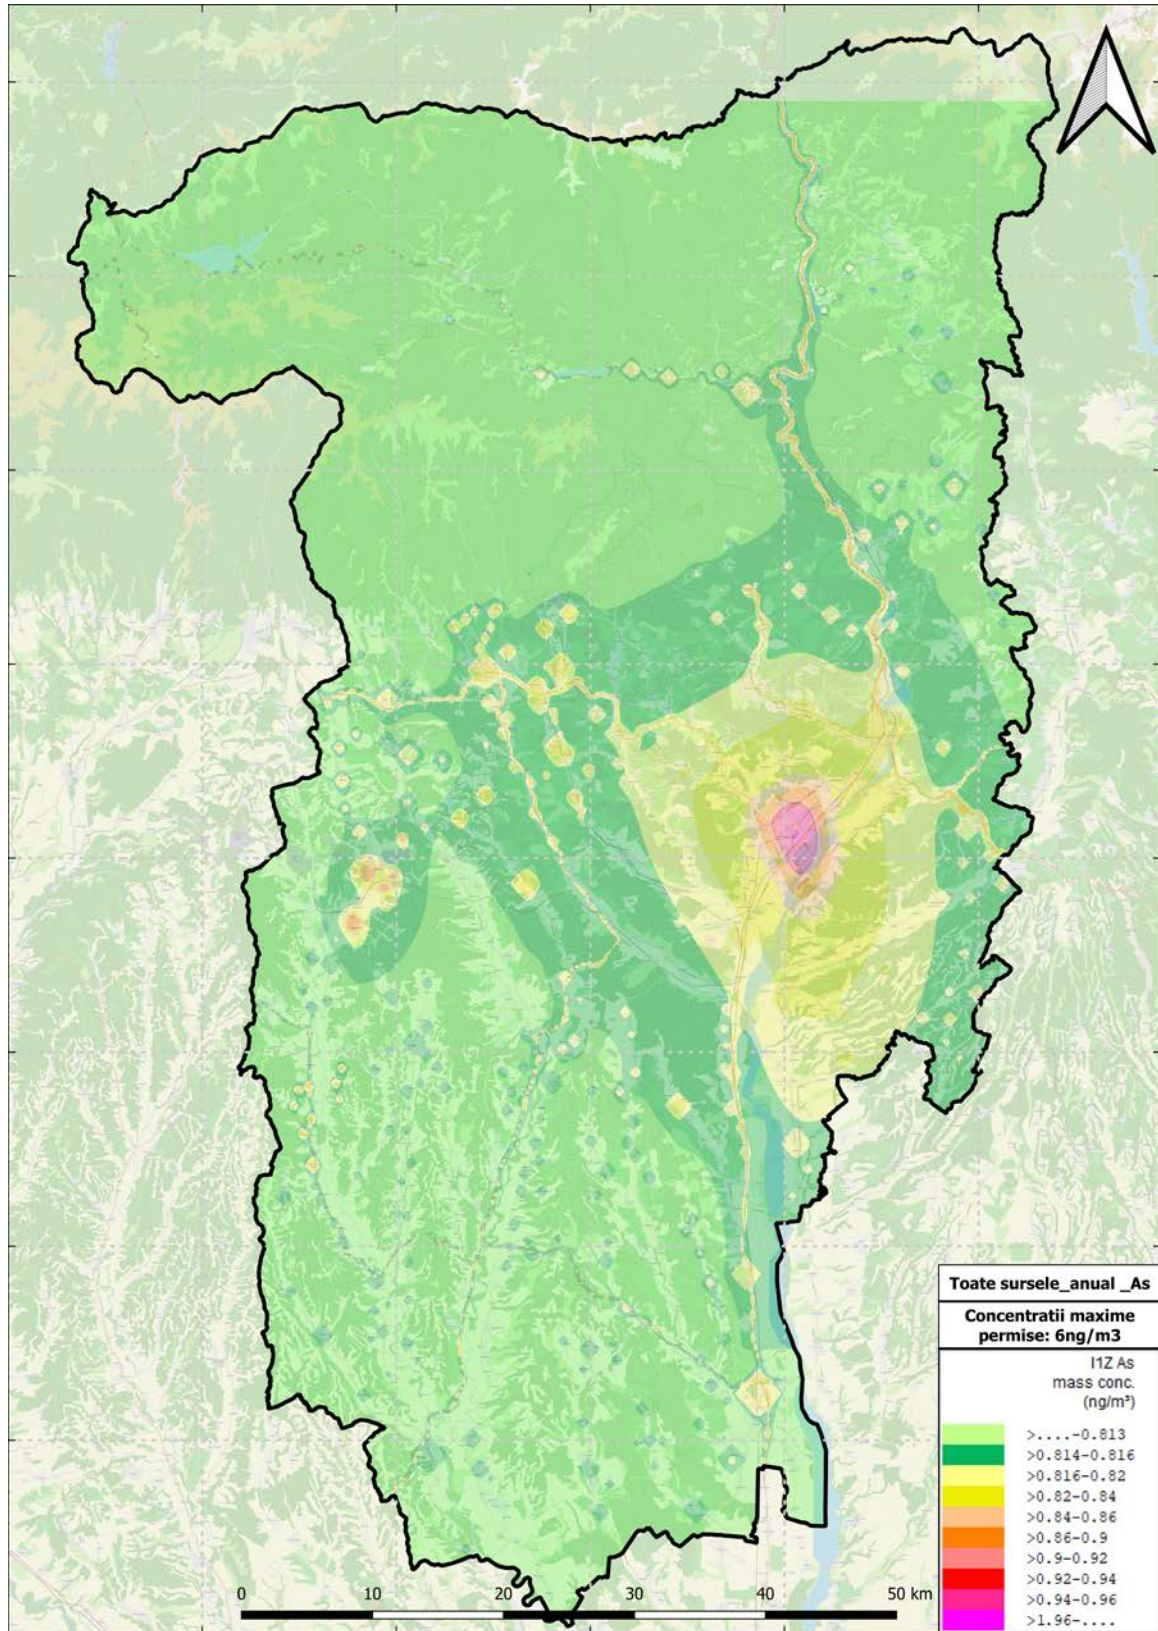 Toate sursele_anual _As
Concentratii maxime
permise: 6ng/m3
I1Z As
mass conc.
(ng/m³)
>....-0.813
>0.814-0.816
>0.816-0.82
>0.82-0.84
>0.84-0.86
>0.86-0.9
>0.9-0.92
>0.92-0.94
>0.94-0.96
>1.96-....
0 10 20 30 40 50 km